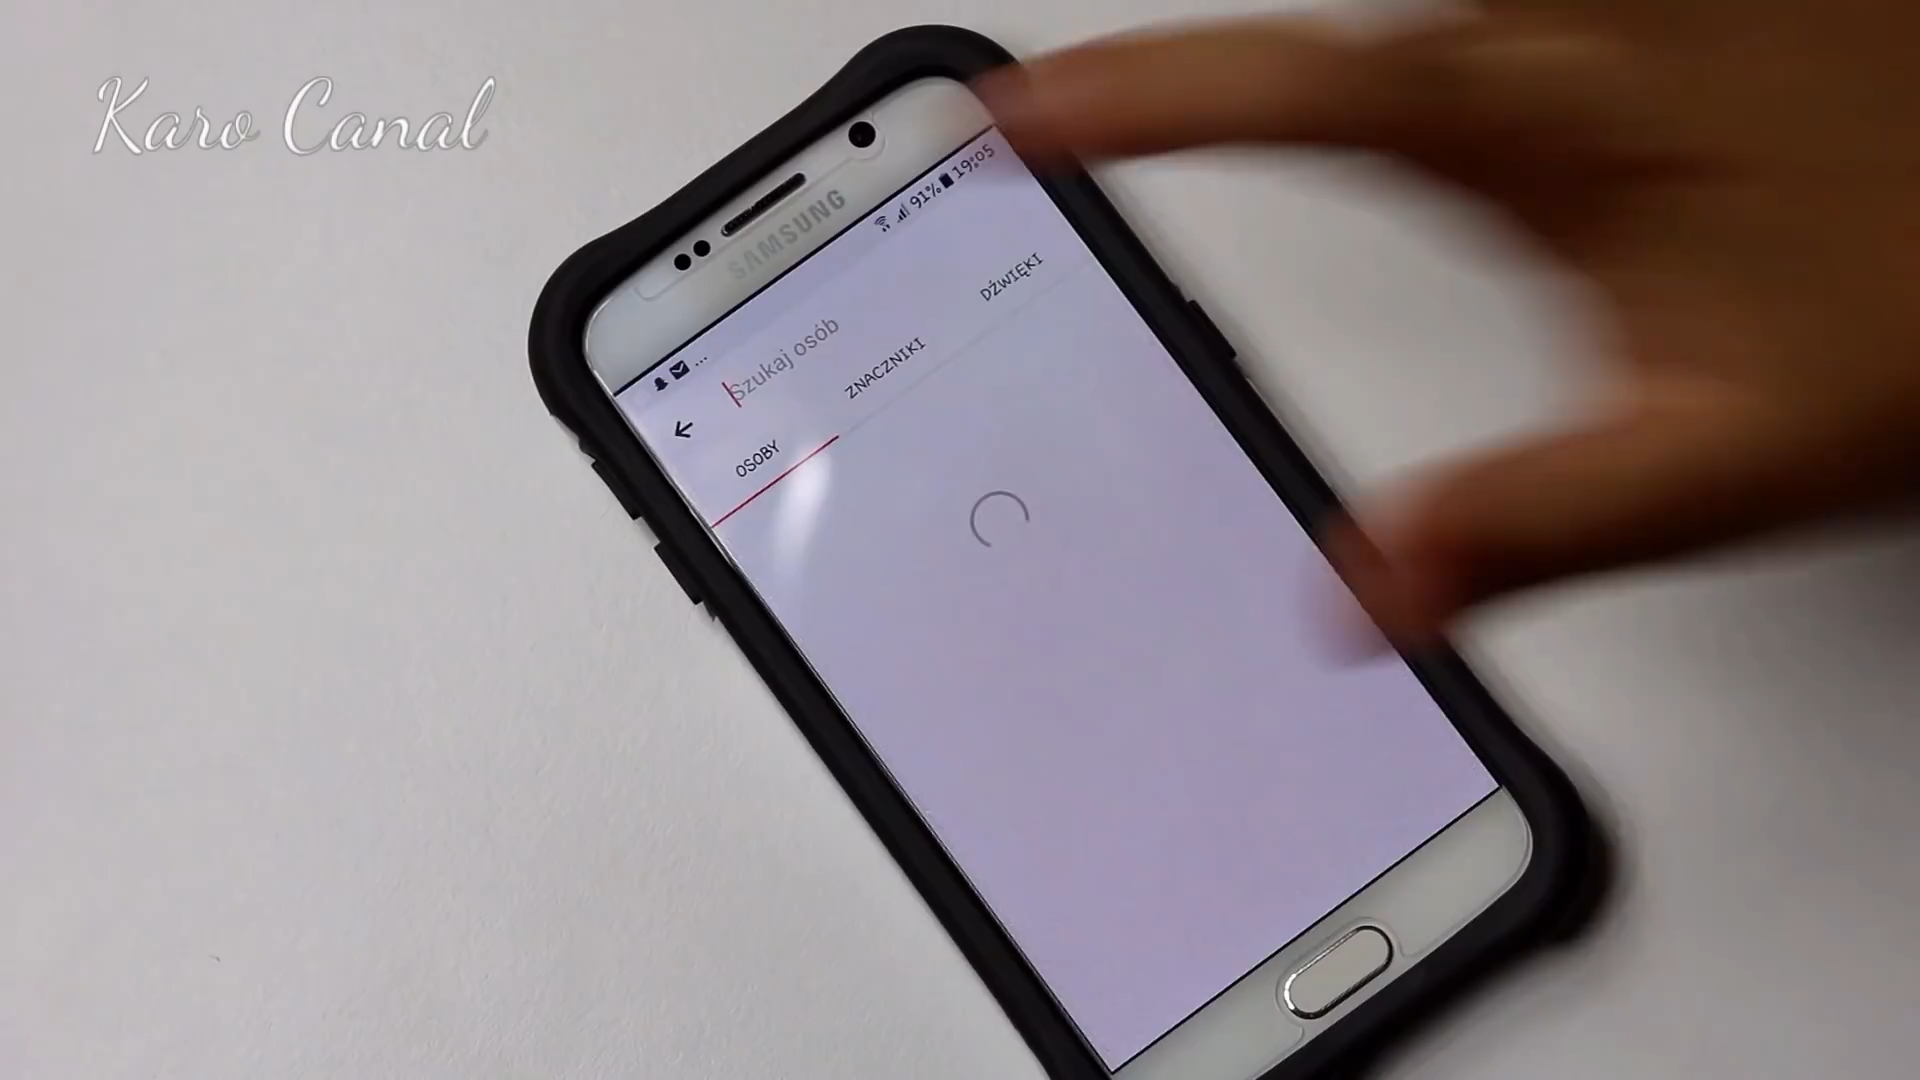 Karo Canal
SAMSUNG
... 91% 19:05
Szukaj osób
OSOBY ZNACZNIKI DŹWIĘKI